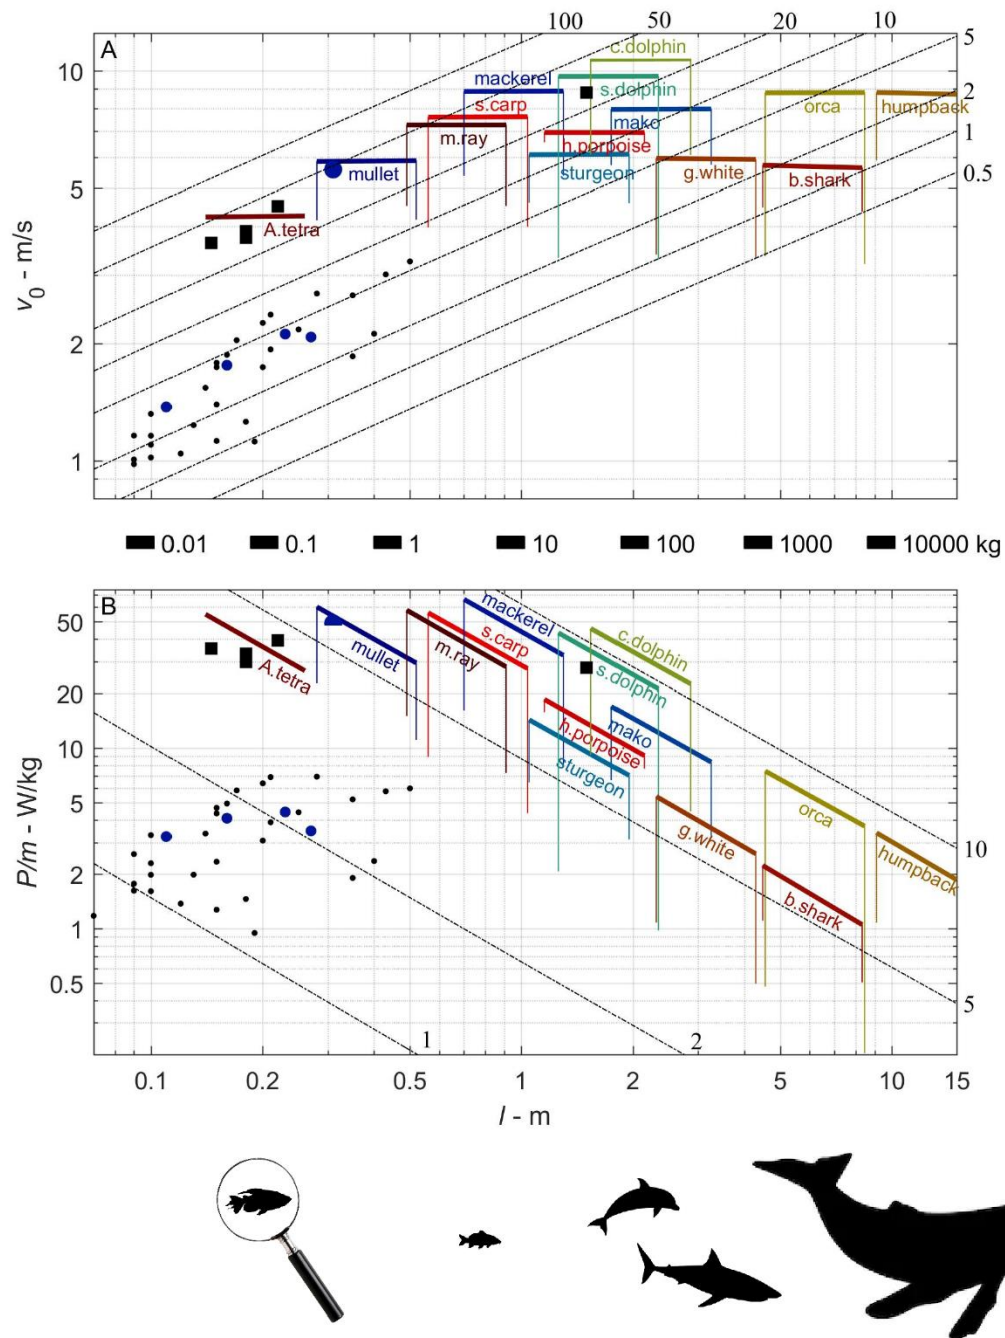 100 50 20 10
A
5
c.dolphin
10
mackerel
s.dolphin
2
s.carp
orca
humpback
mako
m.ray
h.porpoise
1
mullet
sturgeon
g.white
b.shark
0.5
5
A.tetra
v0 - m/s
2
1
0.01 0.1 1 10 100 1000 10000 kg
B
50
mackerel
mullet
m.ray
s.carp
c.dolphin
s.dolphin
A.tetra
20
mako
h.porpoise
10
sturgeon
P/m - W/kg
orca
5
g.white
10
humpback
2
b.shark
1
0.5
5
1
2
0.1 0.2 0.5 1 2 5 10 15
l - m